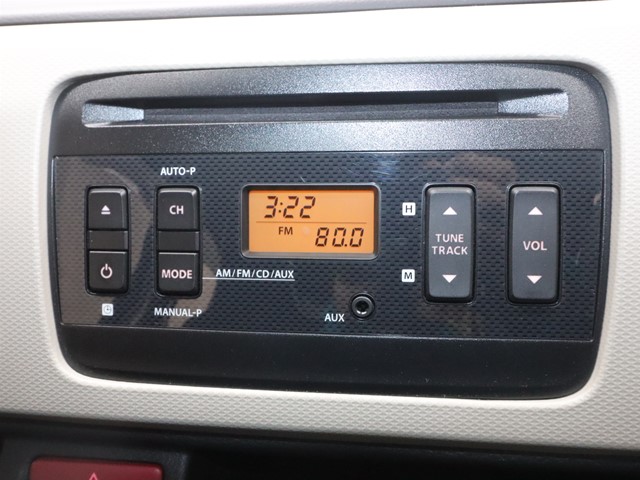 AUTO-P
CH
3:22
FM 80.0
H
TUNE
TRACK
VOL
MODE
AM/FM/CD/AUX
M
MANUAL-P
AUX